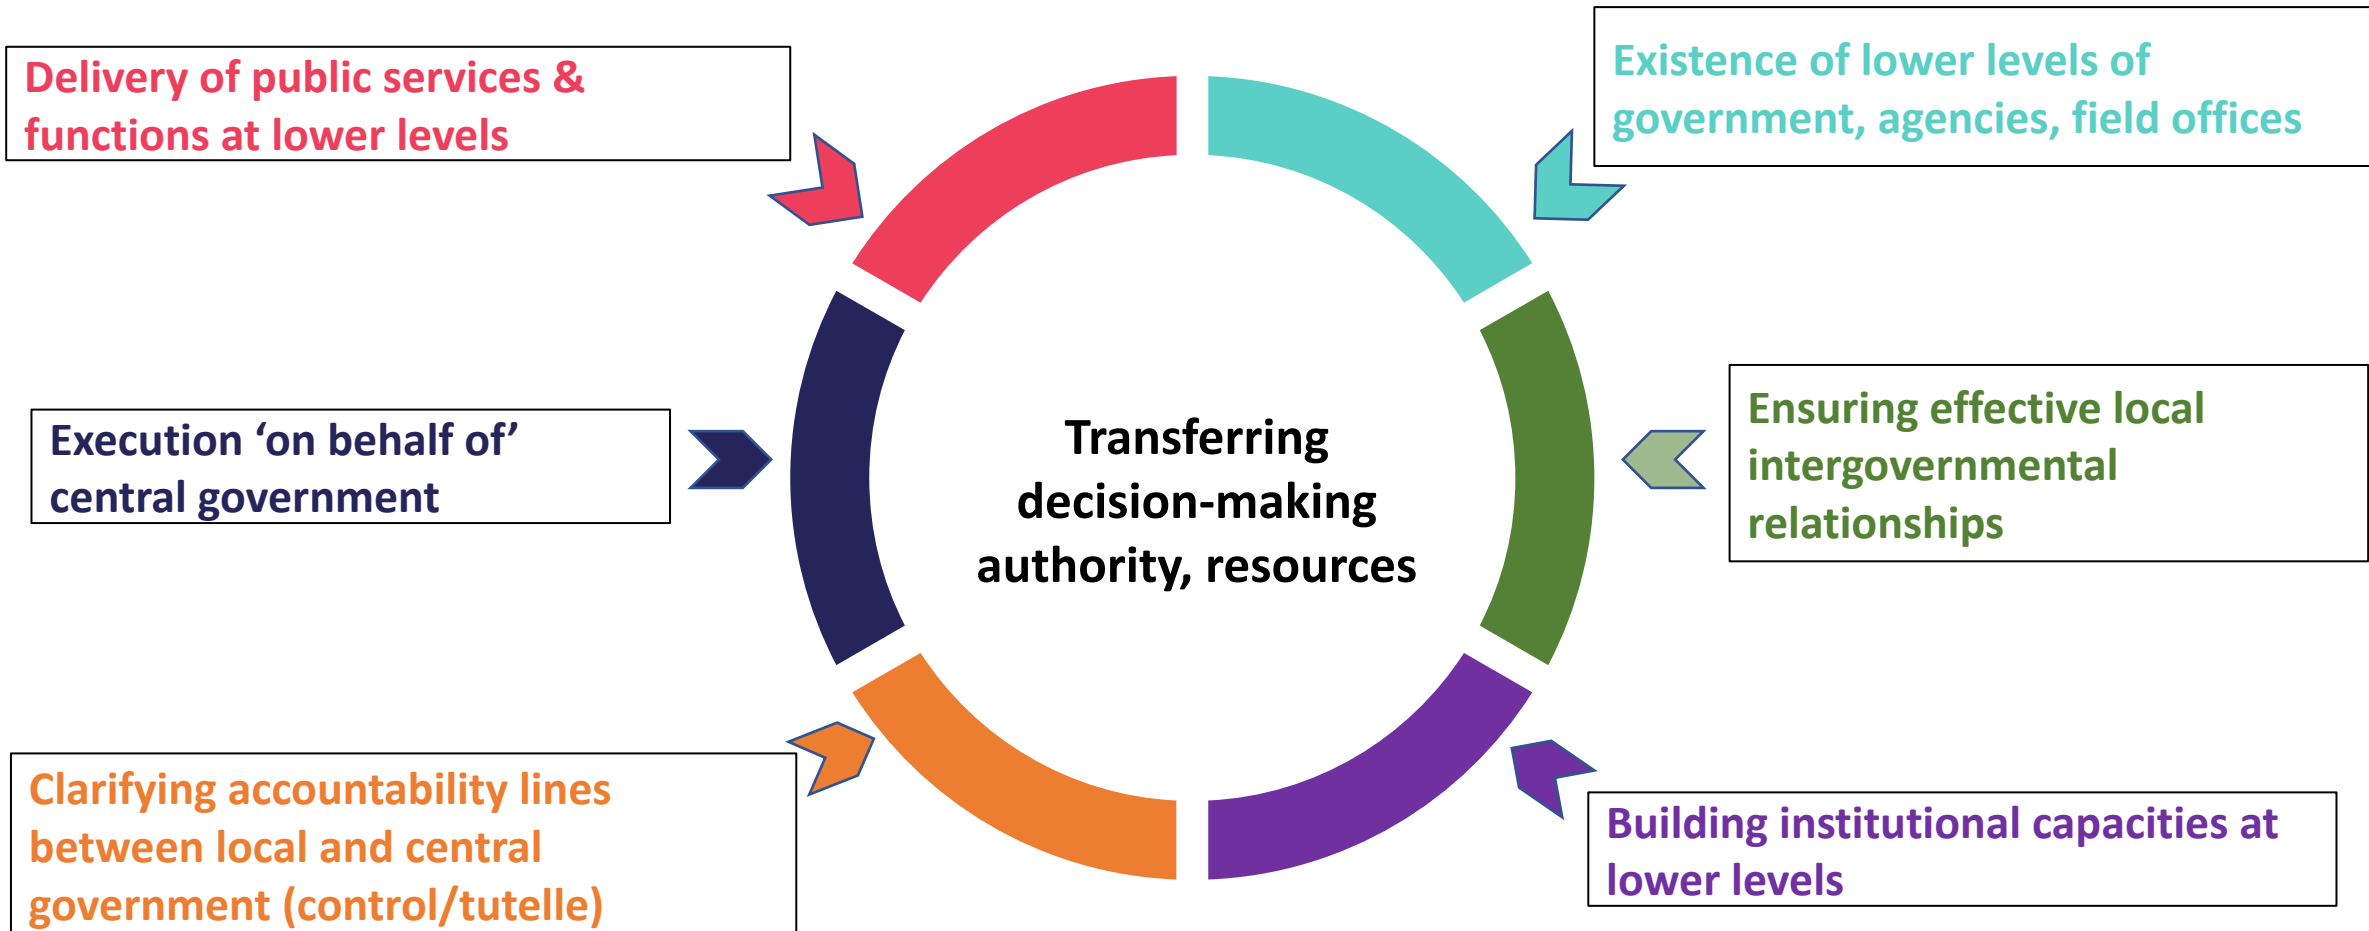 Delivery of public services &
functions at lower levels
Existence of lower levels of
government, agencies, field offices
Execution ‘on behalf of’
central government
Transferring
decision-making
authority, resources
Ensuring effective local
intergovernmental
relationships
Clarifying accountability lines
between local and central
government (control/tutelle)
Building institutional capacities at
lower levels